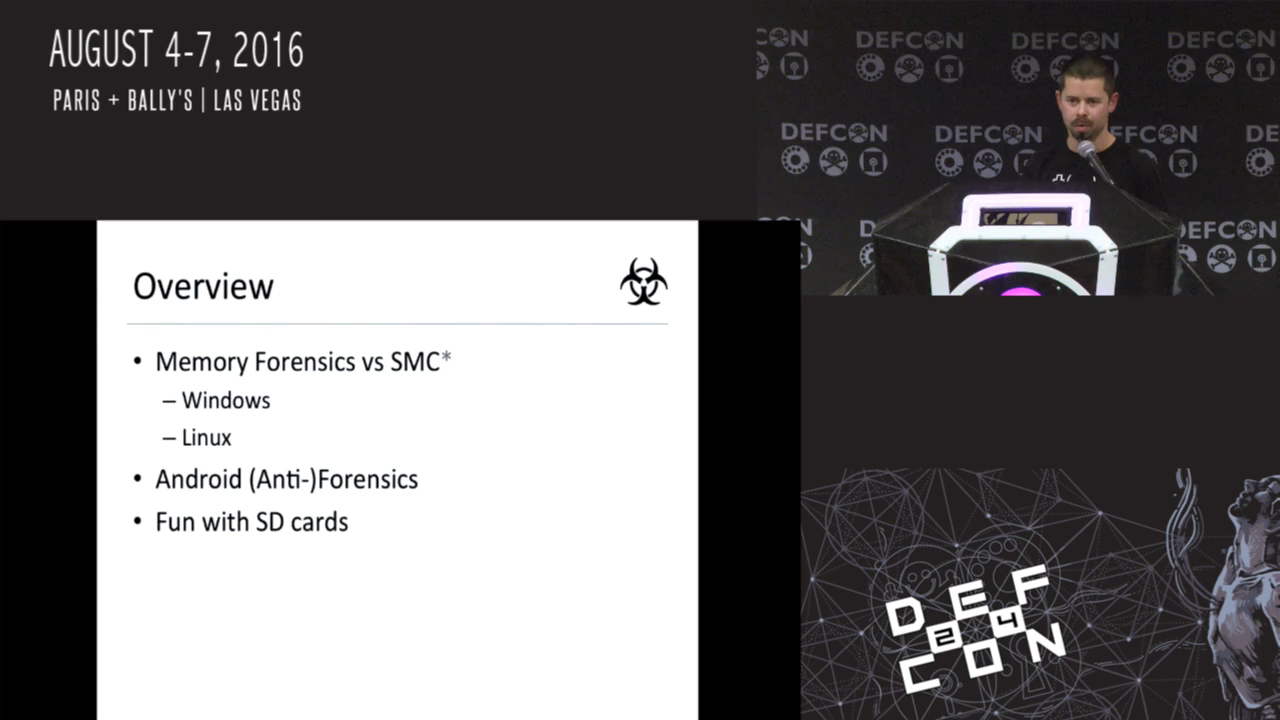 AUGUST 4-7, 2016
PARIS + BALLY'S | LAS VEGAS
DEFCON DEFCON DEFCON
DEFCON DEFCON
Overview
• Memory Forensics vs SMC*
– Windows
– Linux
• Android (Anti-)Forensics
• Fun with SD cards
DEF
24
CON